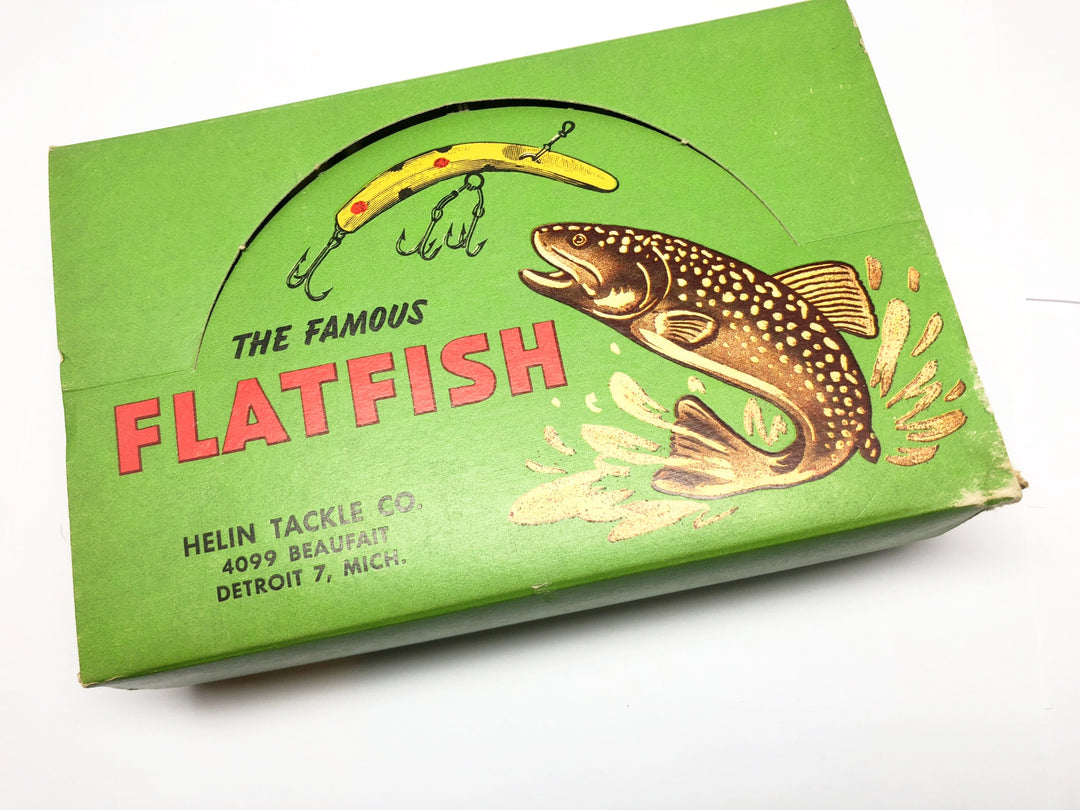 THE FAMOUS
FLATFISH
HELIN TACKLE CO.
4099 BEAUFAIT
DETROIT 7, MICH.